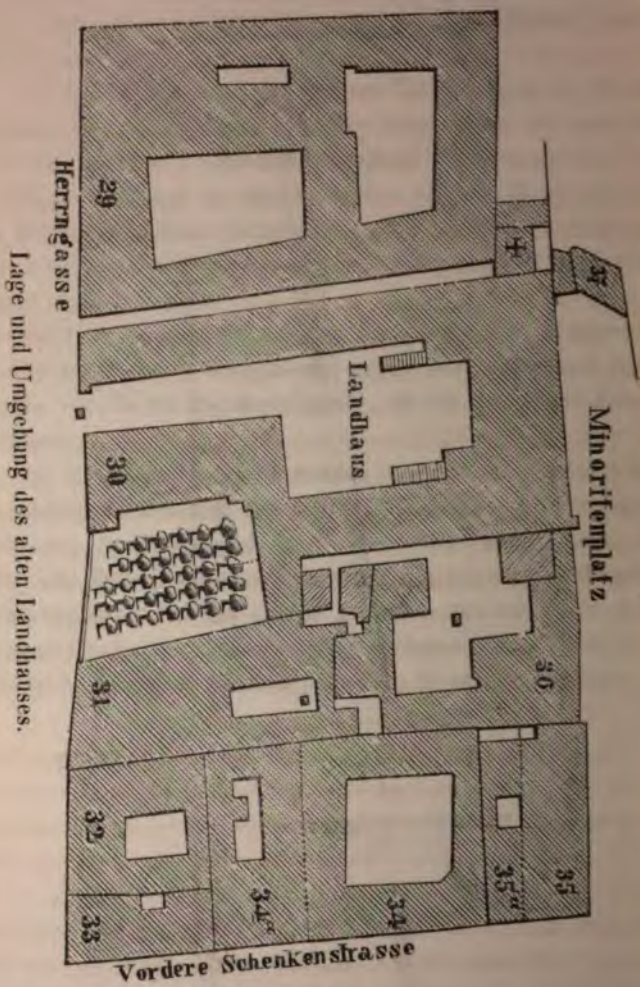 37
Minoritenplatz
36
35
35a
34
34a
Landhaus
29
30
31
32
33
Herrngasse
Vordere Schenkenstrasse
Lage und Umgebung des alten Landhauses.